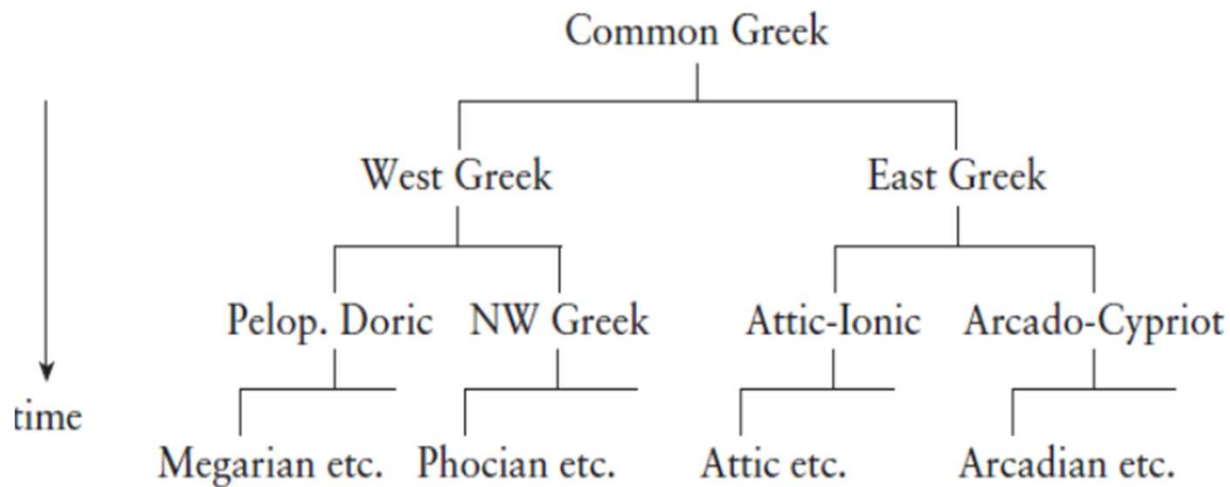 Common Greek
West Greek East Greek
Pelop. Doric NW Greek Attic-Ionic Arcado-Cypriot
time
Megarian etc. Phocian etc. Attic etc. Arcadian etc.